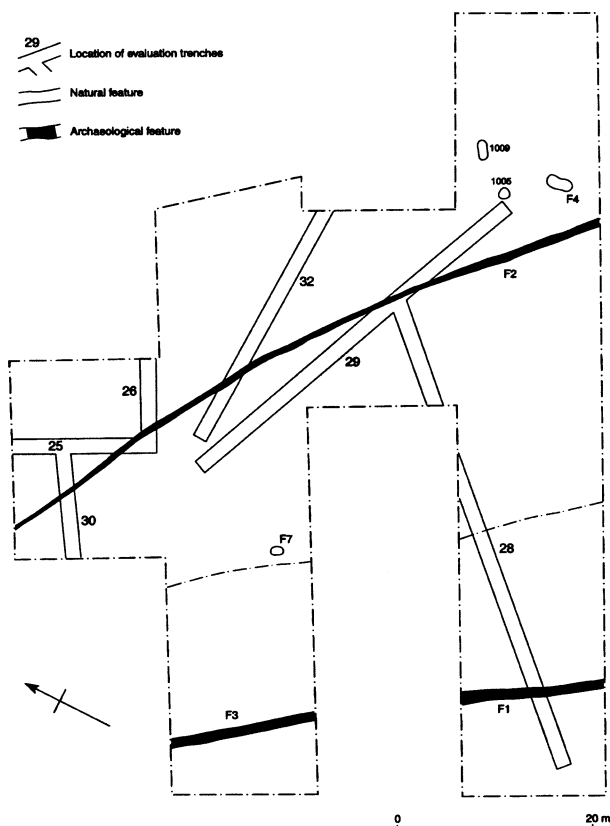 29
Location of evaluation trenches
Natural feature
Archaeological feature
1009
1005
F4
F2
32
29
26
25
30
F7
28
F3
F1
0 20 m